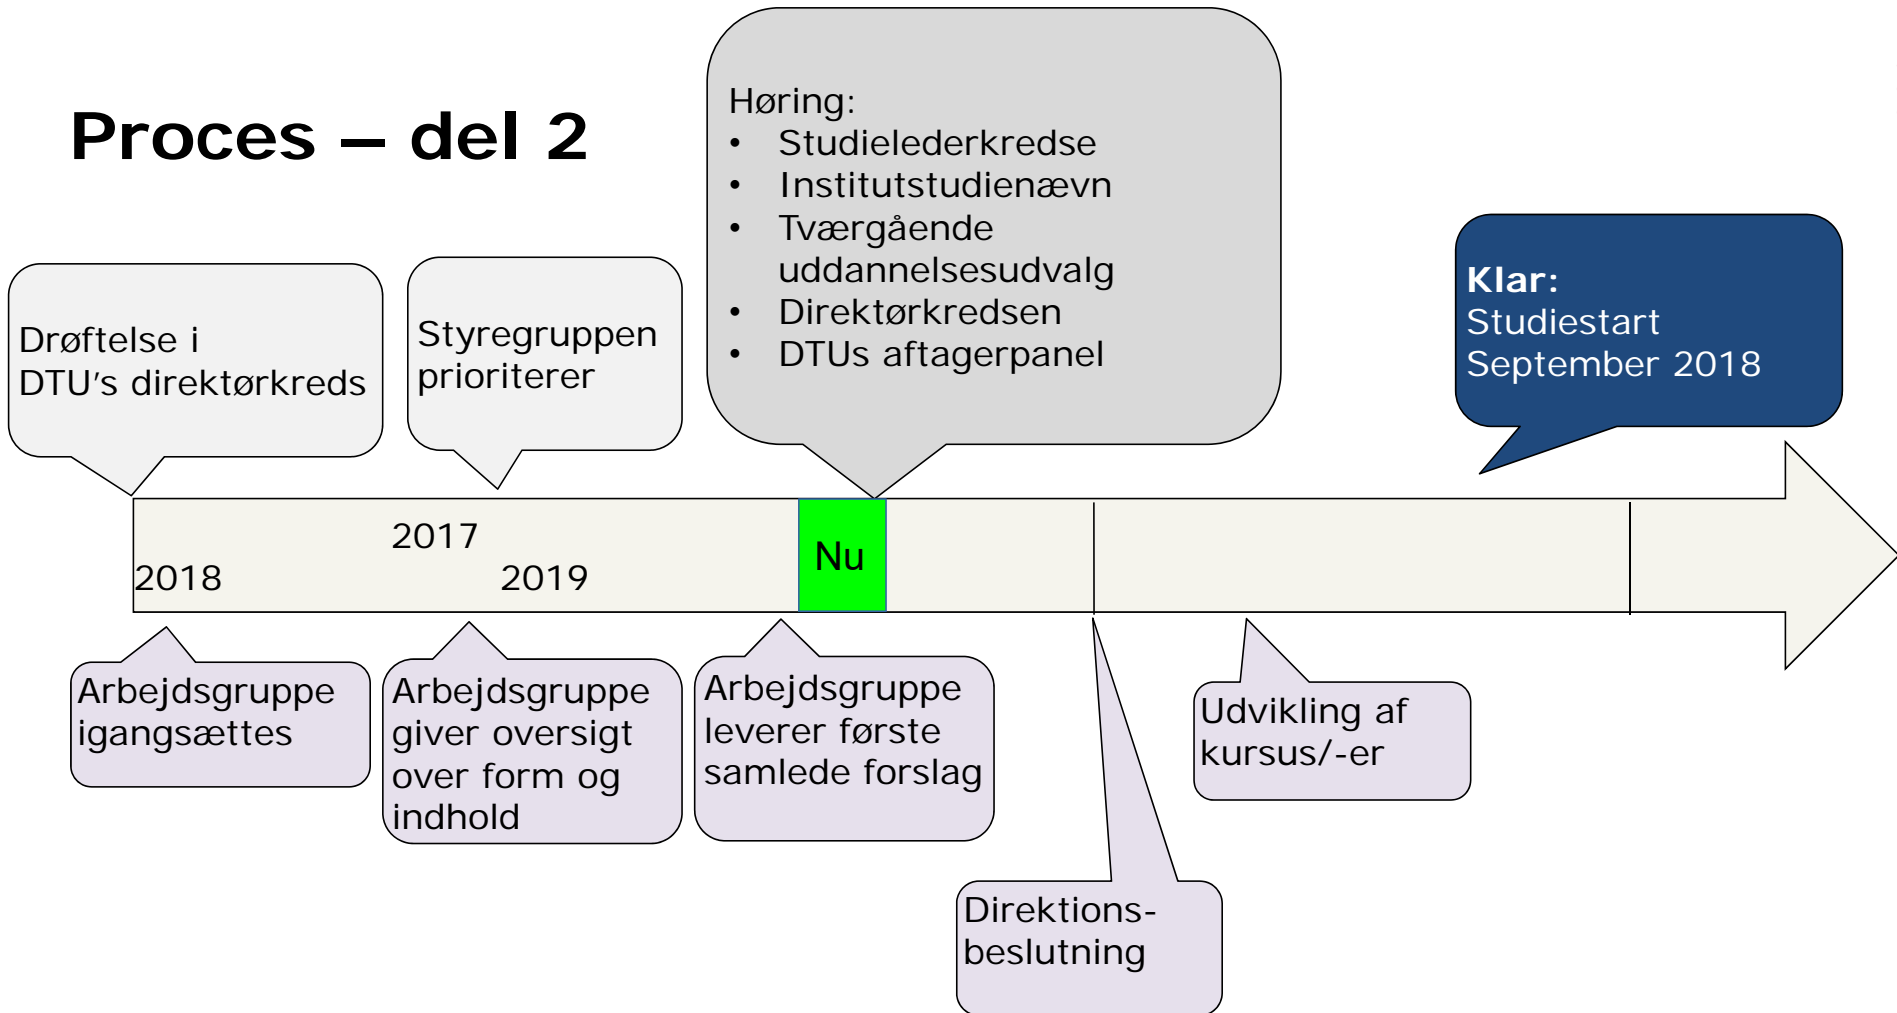 Proces – del 2
Høring:
• Studielederkredse
• Institutstudienævn
• Tværgående
uddannelsesudvalg
• Direktørkredsen
• DTUs aftagerpanel
Drøftelse i
DTU's direktørkreds
Styregruppen
prioriterer
Klar:
Studiestart
September 2018
2017
2018 2019
Nu
Arbejdsgruppe
igangsættes
Arbejdsgruppe
giver oversigt
over form og
indhold
Arbejdsgruppe
leverer første
samlede forslag
Udvikling af
kursus/-er
Direktions-
beslutning